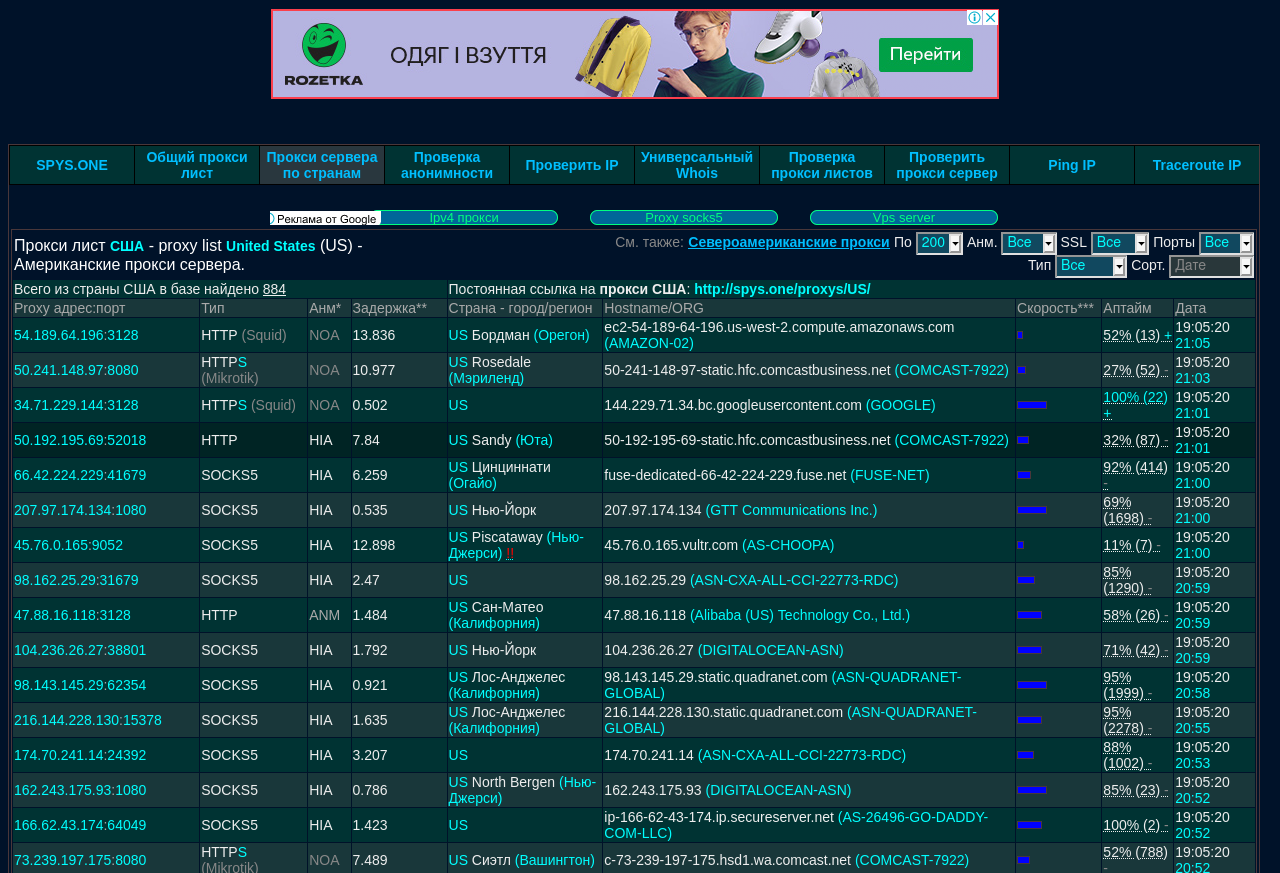 ROZETKA
ОДЯГ І ВЗУТТЯ
Перейти
SPYS.ONE
Общий прокси лист
Прокси сервера по странам
Проверка анонимности
Проверить IP
Универсальный Whois
Проверка прокси листов
Проверить прокси сервер
Ping IP
Traceroute IP
Реклама от Google
Ipv4 прокси
Proxy socks5
Vps server
Прокси лист США - proxy list United States (US) -
Американские прокси сервера.
См. также: Североамериканские прокси По 200 Анм. Все SSL Все Порты Все
Тип Все Сорт. Дате
Всего из страны США в базе найдено 884
Постоянная ссылка на прокси США: http://spys.one/proxys/US/
Proxy адрес:порт Тип Анм* Задержка** Страна - город/регион Hostname/ORG Скорость*** Аптайм Дата
54.189.64.196:3128 HTTP (Squid) NOA 13.836 US Бордман (Орегон) ec2-54-189-64-196.us-west-2.compute.amazonaws.com (AMAZON-02) 52% (13) + 19:05:20 21:05
50.241.148.97:8080 HTTPS (Mikrotik) NOA 10.977 US Rosedale (Мэриленд) 50-241-148-97-static.hfc.comcastbusiness.net (COMCAST-7922) 27% (52) - 19:05:20 21:03
34.71.229.144:3128 HTTPS (Squid) NOA 0.502 US 144.229.71.34.bc.googleusercontent.com (GOOGLE) 100% (22) + 19:05:20 21:01
50.192.195.69:52018 HTTP HIA 7.84 US Sandy (Юта) 50-192-195-69-static.hfc.comcastbusiness.net (COMCAST-7922) 32% (87) - 19:05:20 21:01
66.42.224.229:41679 SOCKS5 HIA 6.259 US Цинциннати (Огайо) fuse-dedicated-66-42-224-229.fuse.net (FUSE-NET) 92% (414) - 19:05:20 21:00
207.97.174.134:1080 SOCKS5 HIA 0.535 US Нью-Йорк 207.97.174.134 (GTT Communications Inc.) 69% (1698) - 19:05:20 21:00
45.76.0.165:9052 SOCKS5 HIA 12.898 US Piscataway (Нью-Джерси) !! 45.76.0.165.vultr.com (AS-CHOOPA) 11% (7) - 19:05:20 21:00
98.162.25.29:31679 SOCKS5 HIA 2.47 US 98.162.25.29 (ASN-CXA-ALL-CCI-22773-RDC) 85% (1290) - 19:05:20 20:59
47.88.16.118:3128 HTTP ANM 1.484 US Сан-Матео (Калифорния) 47.88.16.118 (Alibaba (US) Technology Co., Ltd.) 58% (26) - 19:05:20 20:59
104.236.26.27:38801 SOCKS5 HIA 1.792 US Нью-Йорк 104.236.26.27 (DIGITALOCEAN-ASN) 71% (42) - 19:05:20 20:59
98.143.145.29:62354 SOCKS5 HIA 0.921 US Лос-Анджелес (Калифорния) 98.143.145.29.static.quadranet.com (ASN-QUADRANET-GLOBAL) 95% (1999) - 19:05:20 20:58
216.144.228.130:15378 SOCKS5 HIA 1.635 US Лос-Анджелес (Калифорния) 216.144.228.130.static.quadranet.com (ASN-QUADRANET-GLOBAL) 95% (2278) - 19:05:20 20:55
174.70.241.14:24392 SOCKS5 HIA 3.207 US 174.70.241.14 (ASN-CXA-ALL-CCI-22773-RDC) 88% (1002) - 19:05:20 20:53
162.243.175.93:1080 SOCKS5 HIA 0.786 US North Bergen (Нью-Джерси) 162.243.175.93 (DIGITALOCEAN-ASN) 85% (23) - 19:05:20 20:52
166.62.43.174:64049 SOCKS5 HIA 1.423 US ip-166-62-43-174.ip.secureserver.net (AS-26496-GO-DADDY-COM-LLC) 100% (2) - 19:05:20 20:52
73.239.197.175:8080 HTTPS (Mikrotik) NOA 7.489 US Сиэтл (Вашингтон) c-73-239-197-175.hsd1.wa.comcast.net (COMCAST-7922) 52% (788) - 19:05:20 20:52